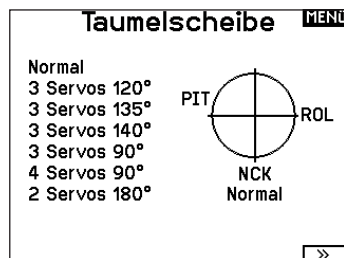 Taumelscheibe
MENÜ
Normal
3 Servos 120°
3 Servos 135°
3 Servos 140°
3 Servos 90°
4 Servos 90°
2 Servos 180°
PIT
ROL
NCK
Normal
»